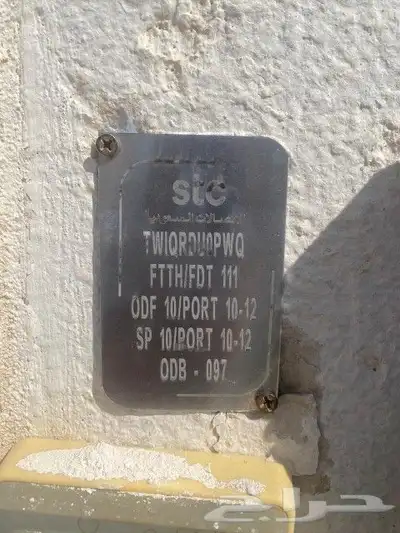 stc
الاتصالات السعودية
TWIQRDU0PWQ
FTTH/FDT 111
ODF 10/PORT 10-12
SP 10/PORT 10-12
ODB - 097
حراج